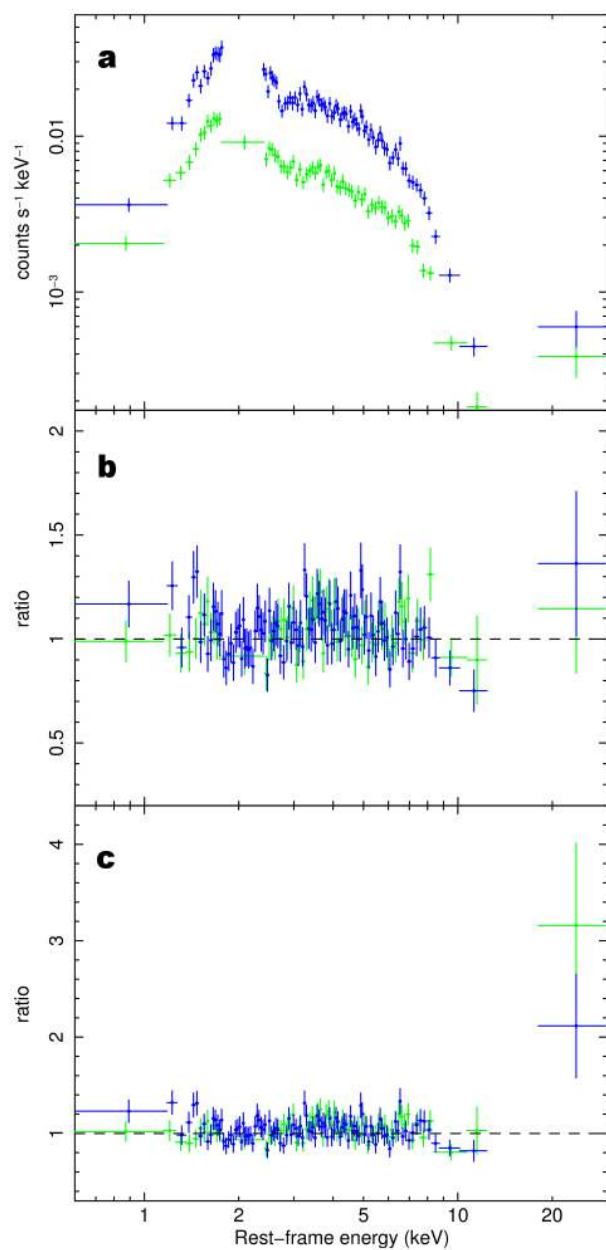 a
0.01
10⁻³
counts s⁻¹ keV⁻¹
b
2
1.5
1
0.5
ratio
c
4
3
2
1
ratio
1 2 5 10 20
Rest−frame energy (keV)